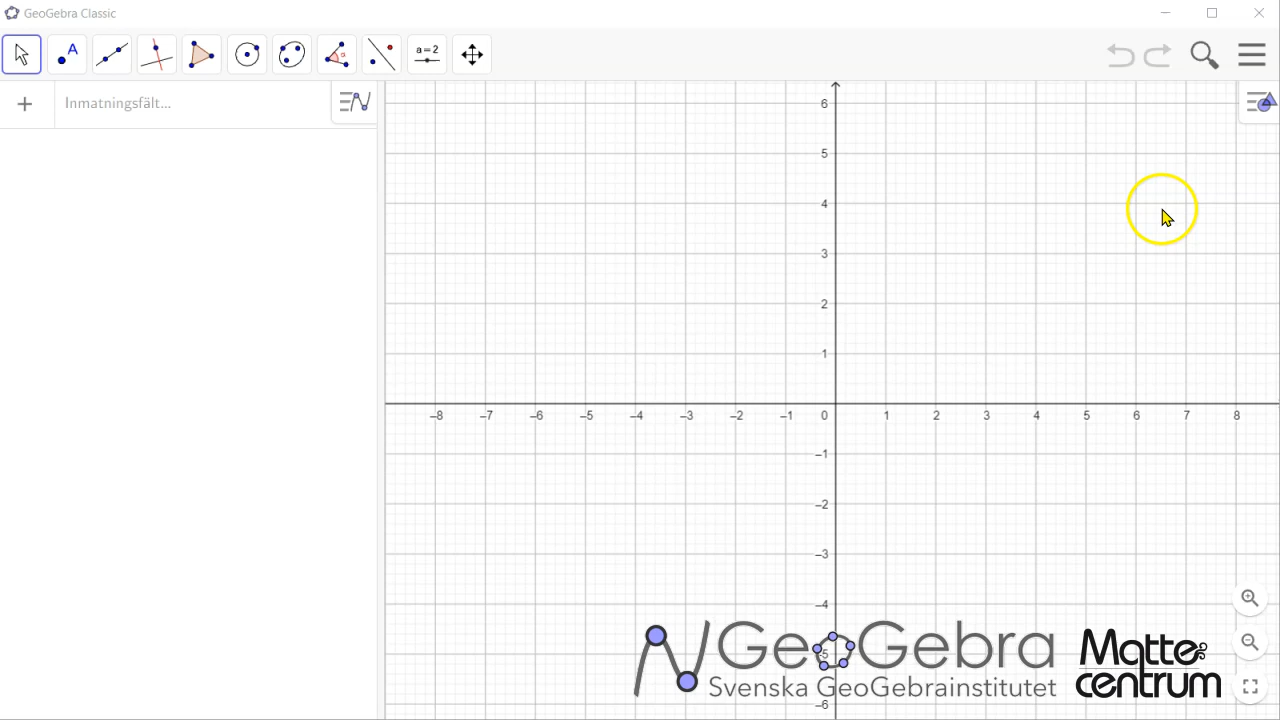 GeoGebra Classic
A
a=2
Inmatningsfält...
6
5
4
3
2
1
–8 –7 –6 –5 –4 –3 –2 –1 0 1 2 3 4 5 6 7 8
–1
–2
–3
–4
–5
–6
GeoGebra
Svenska GeoGebrainstitutet
Matte
centrum